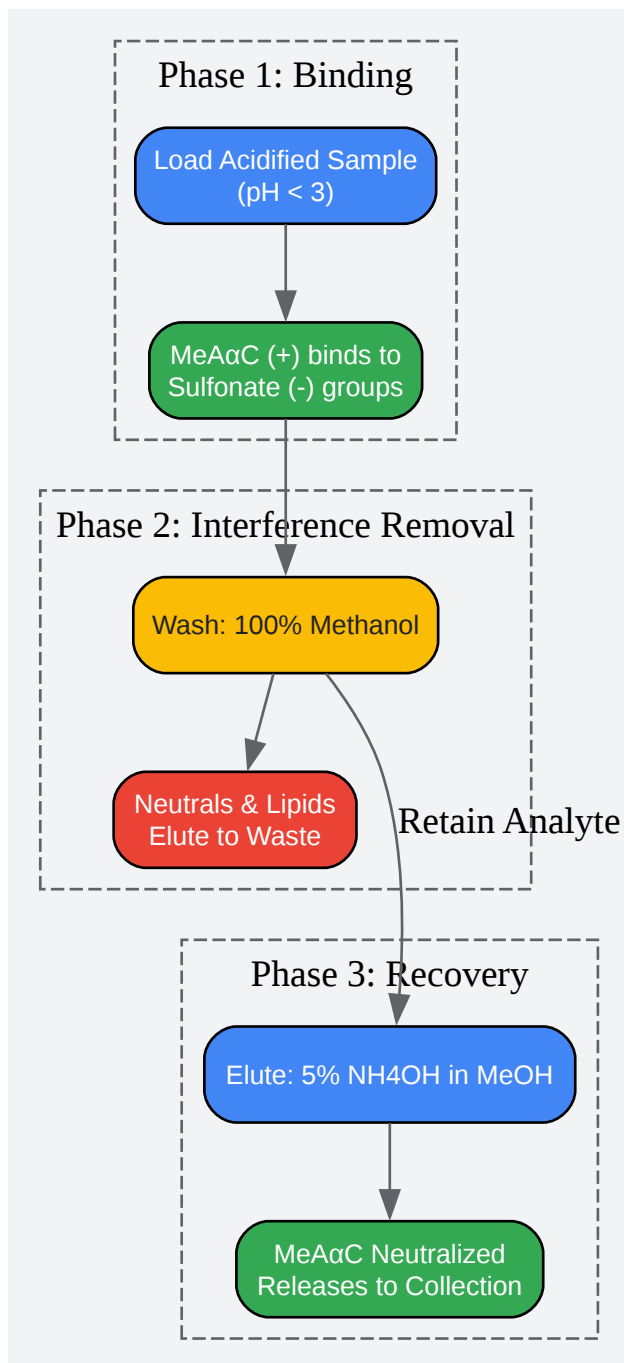 Phase 1: Binding
Load Acidified Sample
(pH < 3)
MeAαC (+) binds to
Sulfonate (-) groups
Phase 2: Interference Removal
Wash: 100% Methanol
Neutrals & Lipids
Elute to Waste
Retain Analyte
Phase 3: Recovery
Elute: 5% NH4OH in MeOH
MeAαC Neutralized
Releases to Collection